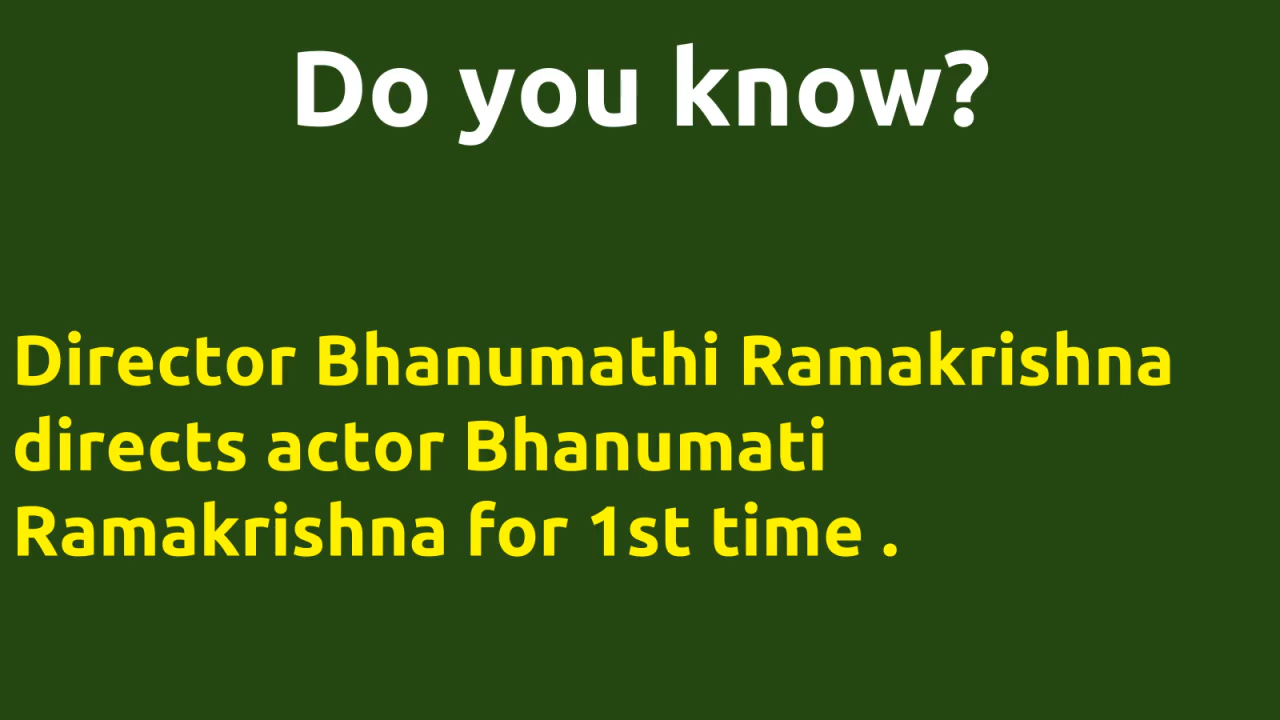 Do you know?
Director Bhanumathi Ramakrishna
directs actor Bhanumati
Ramakrishna for 1st time .